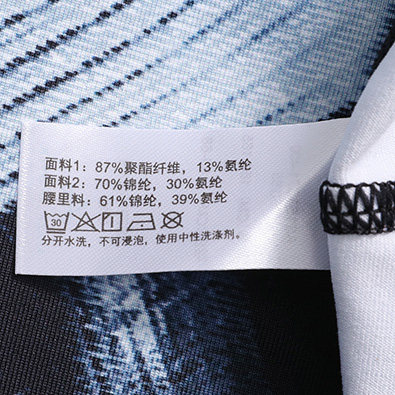 面料1：87%聚酯纤维，13%氨纶
面料2：70%锦纶，30%氨纶
腰里料：61%锦纶，39%氨纶
30
分开水洗，不可浸泡，使用中性洗涤剂。